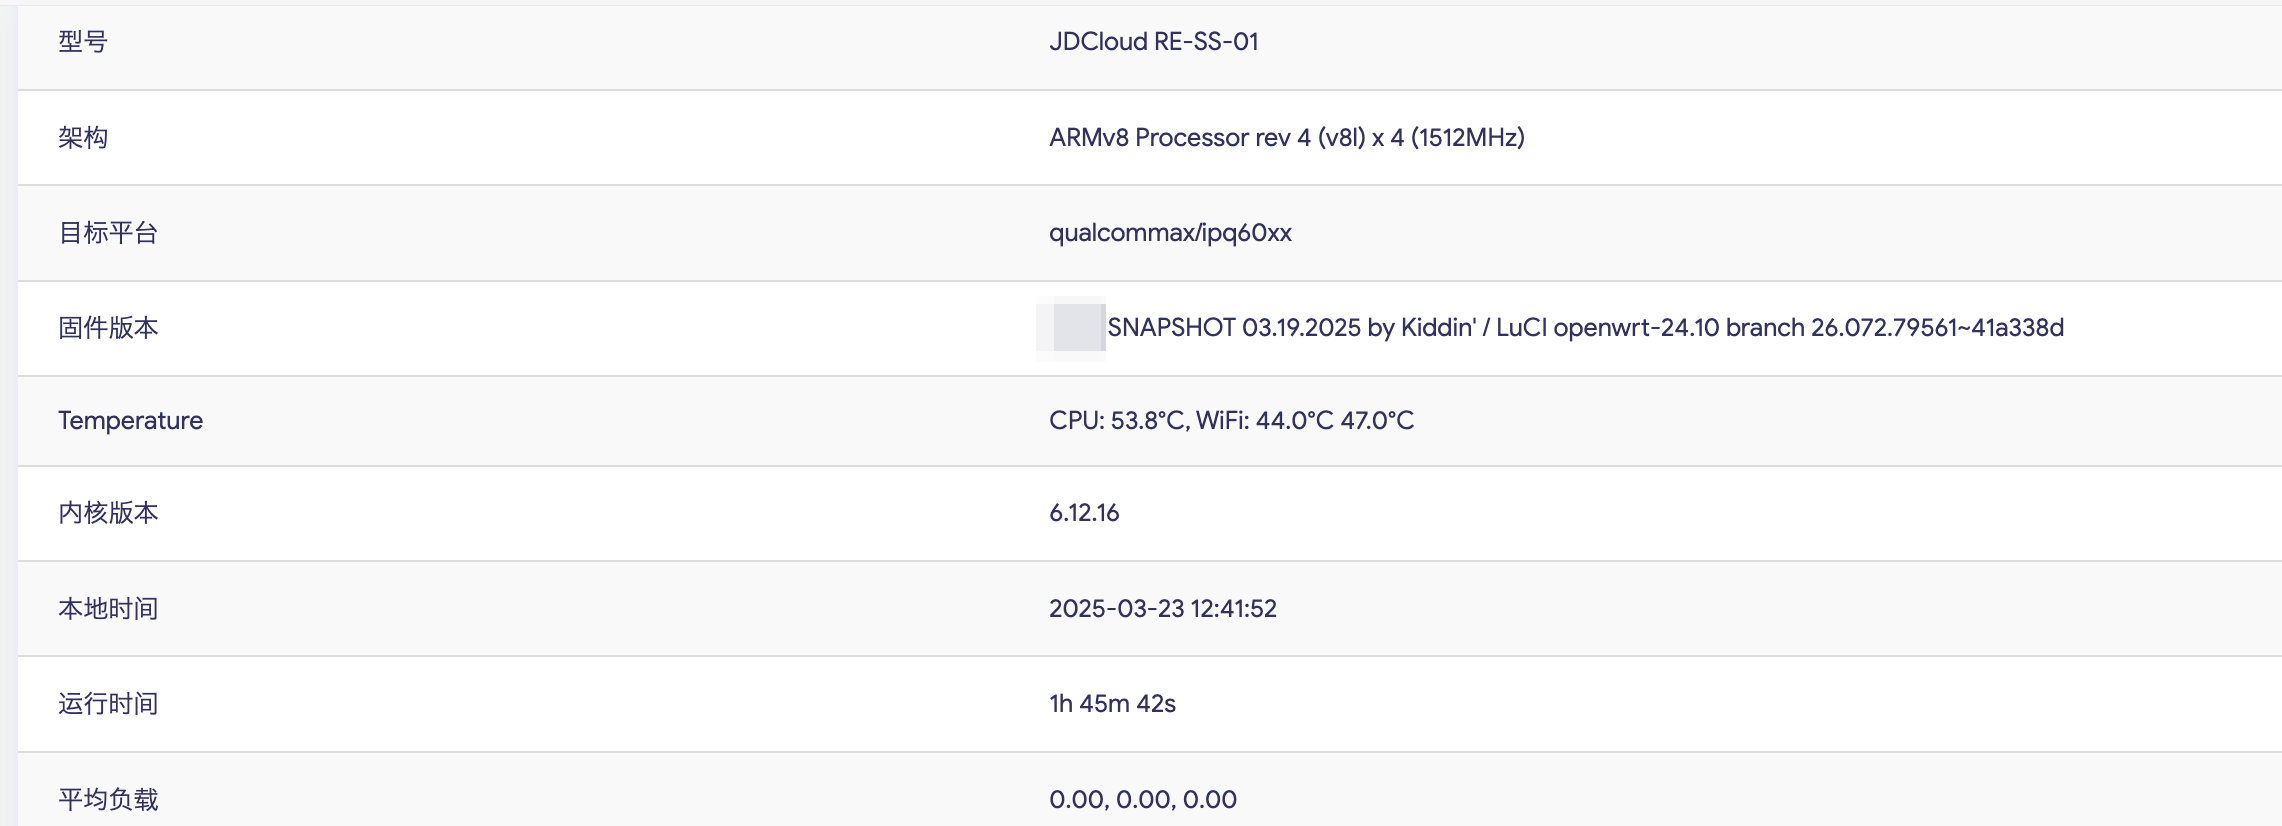 型号 JDCloud RE-SS-01
架构 ARMv8 Processor rev 4 (v8l) x 4 (1512MHz)
目标平台 qualcommax/ipq60xx
固件版本 SNAPSHOT 03.19.2025 by Kiddin' / LuCI openwrt-24.10 branch 26.072.79561~41a338d
Temperature CPU: 53.8°C, WiFi: 44.0°C 47.0°C
内核版本 6.12.16
本地时间 2025-03-23 12:41:52
运行时间 1h 45m 42s
平均负载 0.00, 0.00, 0.00